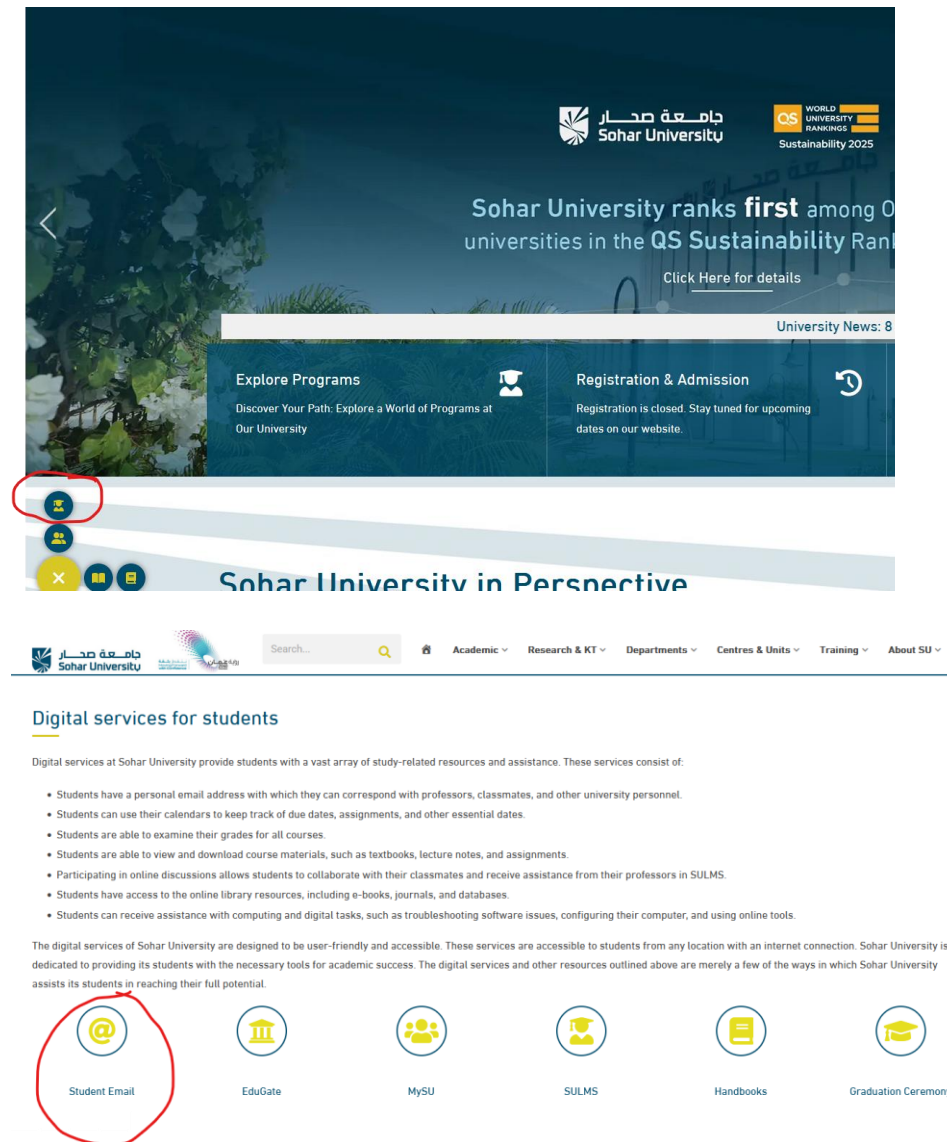 جامعة صحار
Sohar University
QS WORLD UNIVERSITY RANKINGS
Sustainability 2025
Sohar University ranks first among O
universities in the QS Sustainability Ran
Click Here for details
University News: 8
Explore Programs
Discover Your Path: Explore a World of Programs at
Our University
Registration & Admission
Registration is closed. Stay tuned for upcoming
dates on our website.
Sohar University in Perspective
جامعة صحار
Sohar University
Search...
Academic
Research & KT
Departments
Centres & Units
Training
About SU
Digital services for students
Digital services at Sohar University provide students with a vast array of study-related resources and assistance. These services consist of:
• Students have a personal email address with which they can correspond with professors, classmates, and other university personnel.
• Students can use their calendars to keep track of due dates, assignments, and other essential dates.
• Students are able to examine their grades for all courses.
• Students are able to view and download course materials, such as textbooks, lecture notes, and assignments.
• Participating in online discussions allows students to collaborate with their classmates and receive assistance from their professors in SULMS.
• Students have access to the online library resources, including e-books, journals, and databases.
• Students can receive assistance with computing and digital tasks, such as troubleshooting software issues, configuring their computer, and using online tools.
The digital services of Sohar University are designed to be user-friendly and accessible. These services are accessible to students from any location with an internet connection. Sohar University is
dedicated to providing its students with the necessary tools for academic success. The digital services and other resources outlined above are merely a few of the ways in which Sohar University
assists its students in reaching their full potential.
Student Email
EduGate
MySU
SULMS
Handbooks
Graduation Ceremon